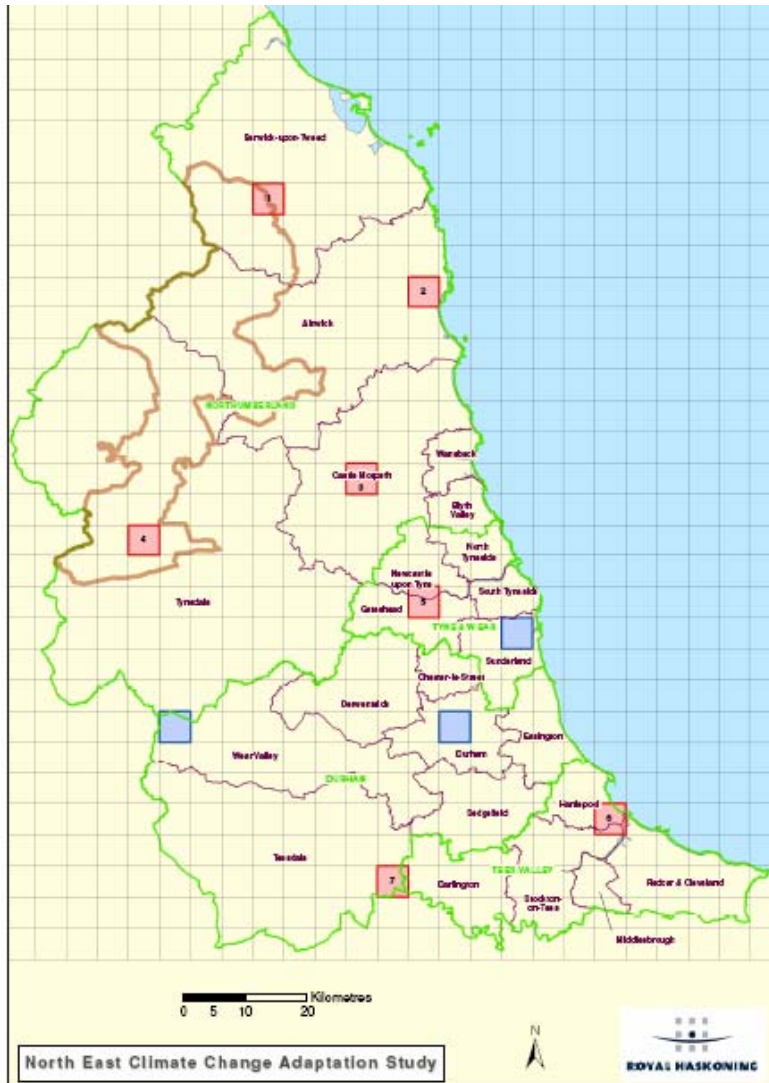 Berwick-upon-Tweed
1
2
Alnwick
NORTHUMBERLAND
Wansbeck
Castle Morpeth
3
Blyth
Valley
4
North
Tyneside
Newcastle
upon Tyne
South Tyneside
Tynedale
Gateshead
5
TYNE & WEAR
Sunderland
Chester-le-Street
Derwentside
Easington
Wear Valley
Durham
DURHAM
Hartlepool
Sedgefield
6
Teesdale
TEES VALLEY
7
Darlington
Redcar & Cleveland
Stockton-
on-Tees
Middlesbrough
Kilometres
0 5 10 20
N
North East Climate Change Adaptation Study
ROYAL HASKONING